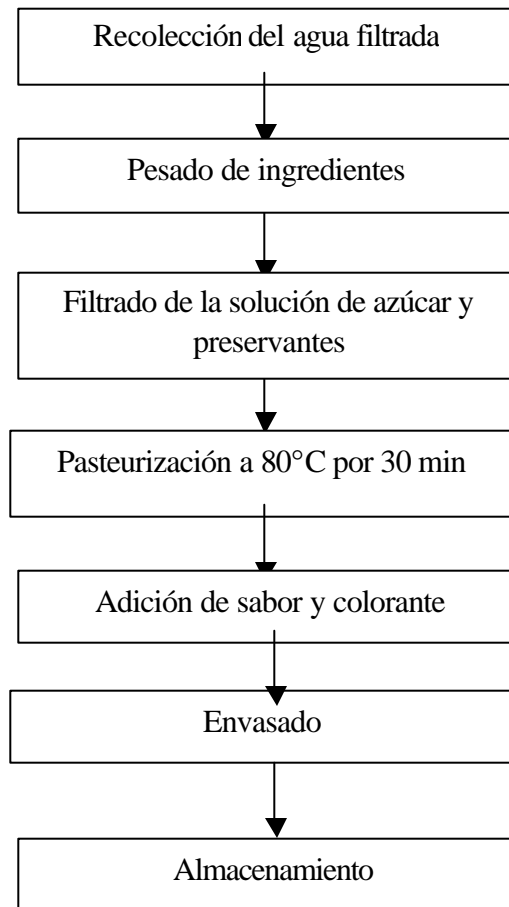 Recolección del agua filtrada
Pesado de ingredientes
Filtrado de la solución de azúcar y
preservantes
Pasteurización a 80°C por 30 min
Adición de sabor y colorante
Envasado
Almacenamiento